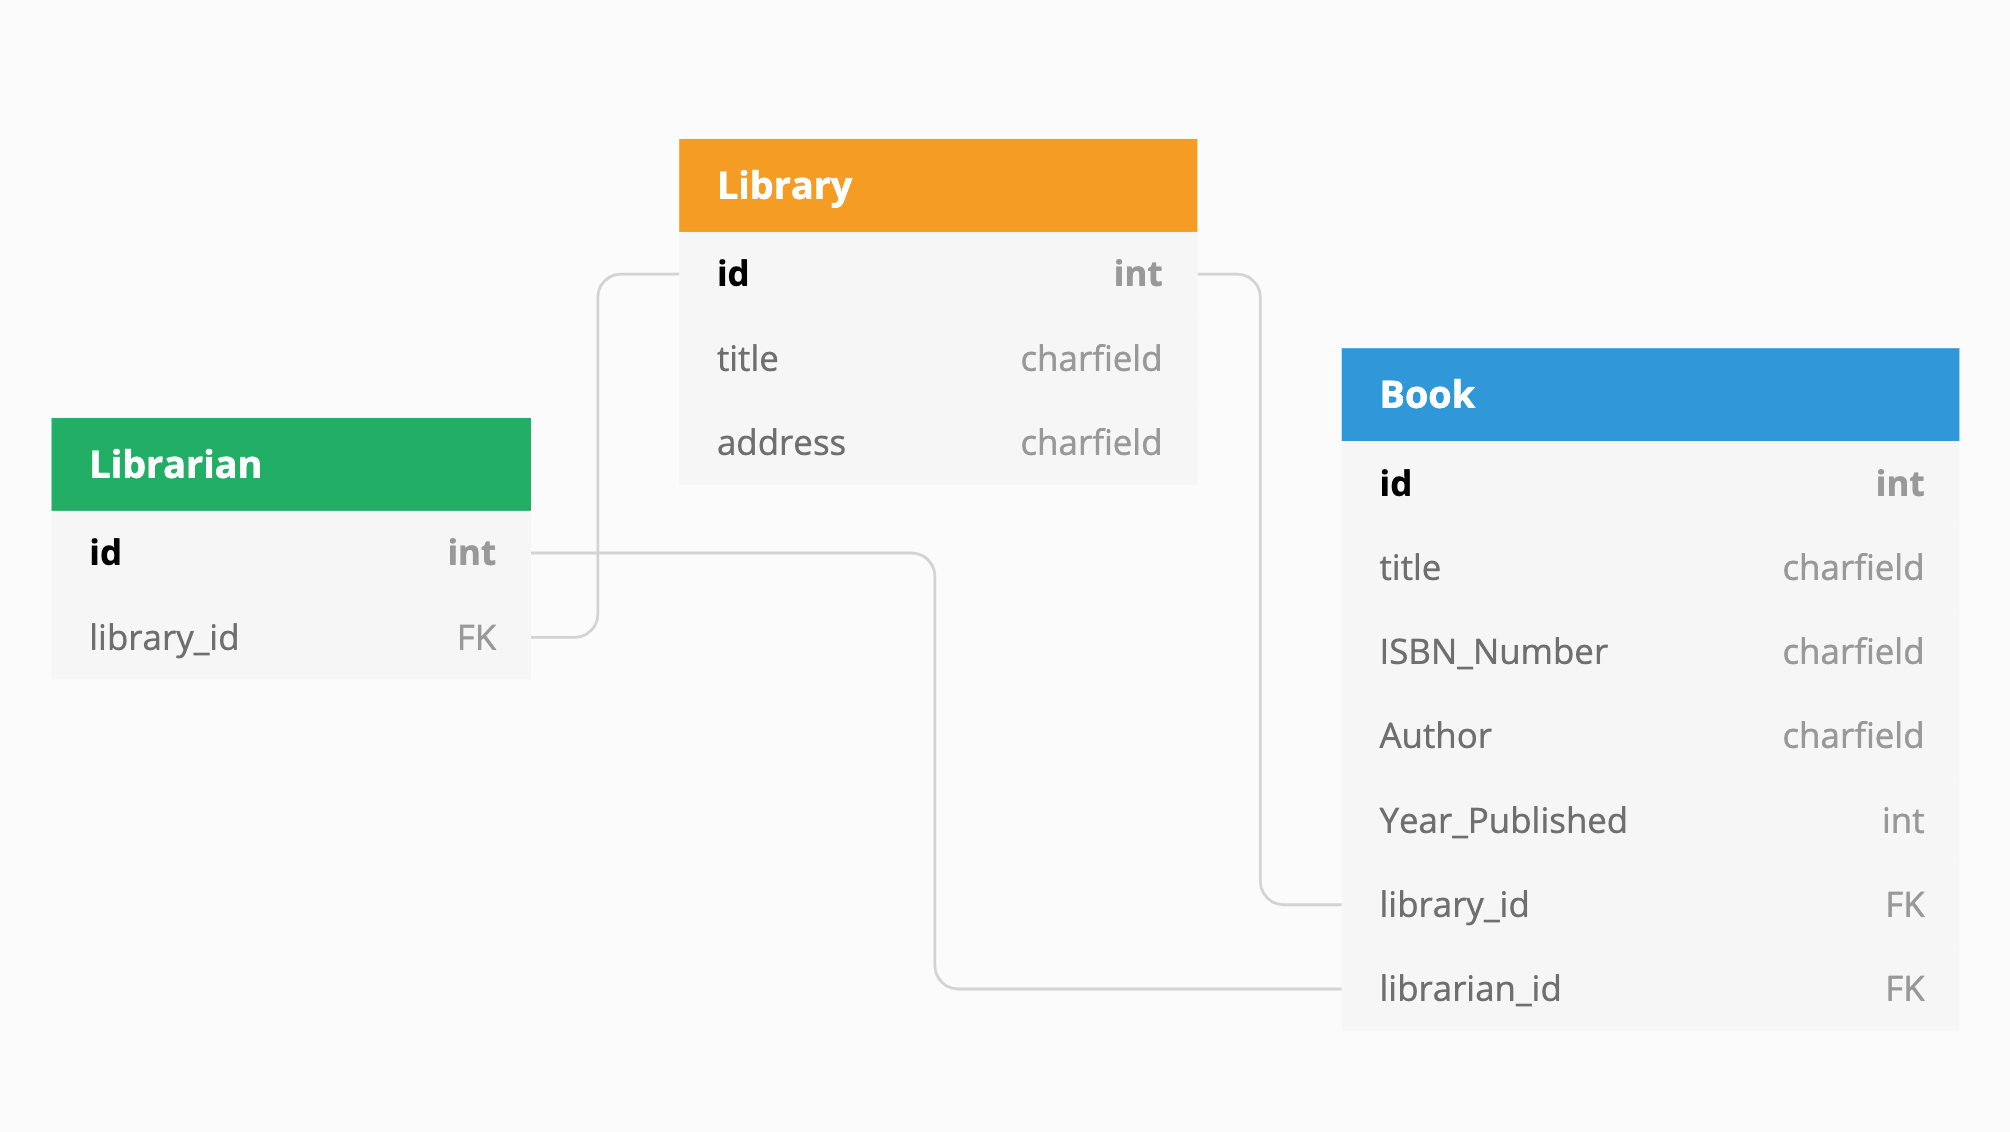 Library
id int
title charfield
address charfield
Librarian
id int
library_id FK
Book
id int
title charfield
ISBN_Number charfield
Author charfield
Year_Published int
library_id FK
librarian_id FK